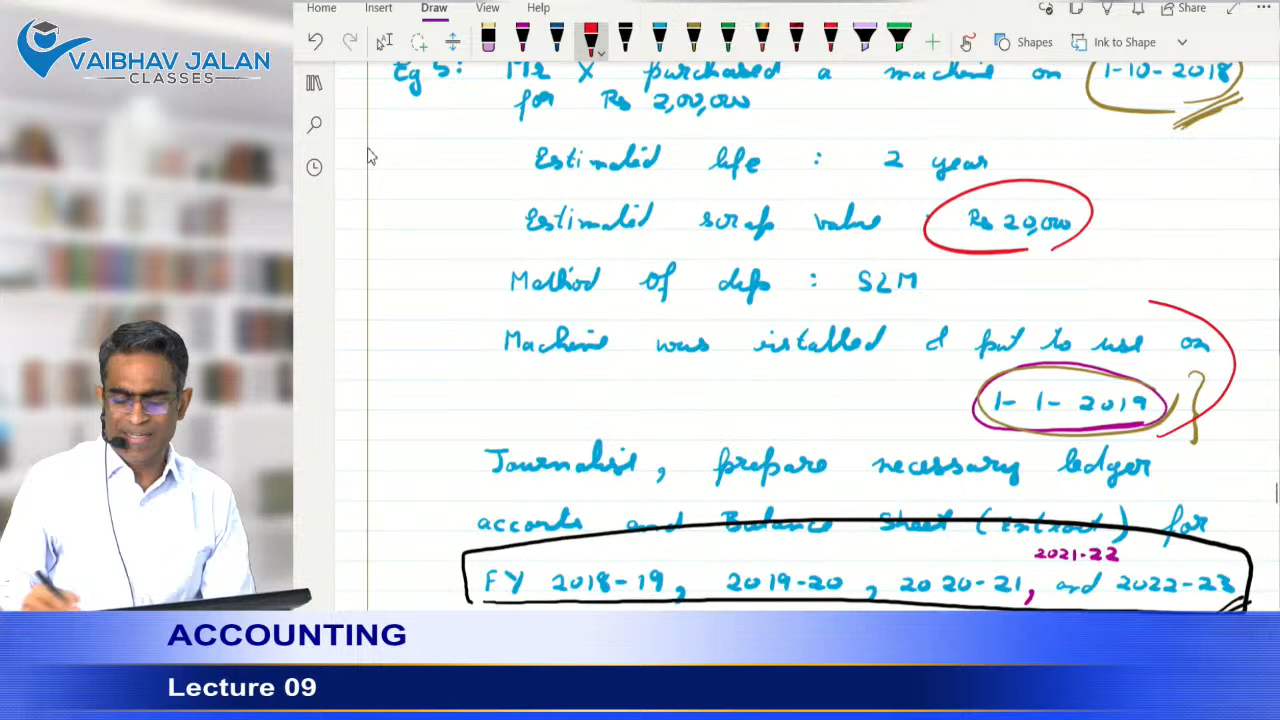 Home Insert Draw View Help Share
Shapes Ink to Shape
VAIBHAV JALAN
CLASSES
Eg 5: Mr X purchased a machine on 1-10-2018
for Rs 2,00,000
Estimated life : 2 year
Estimated scrap value : Rs 20,000
Method of dep : SLM
Machine was installed & put to use on
1-1-2019
Journalise, prepare necessary ledger
accounts and Balance Sheet (extract) for
2021-22
FY 2018-19, 2019-20, 2020-21, and 2022-23
ACCOUNTING
Lecture 09